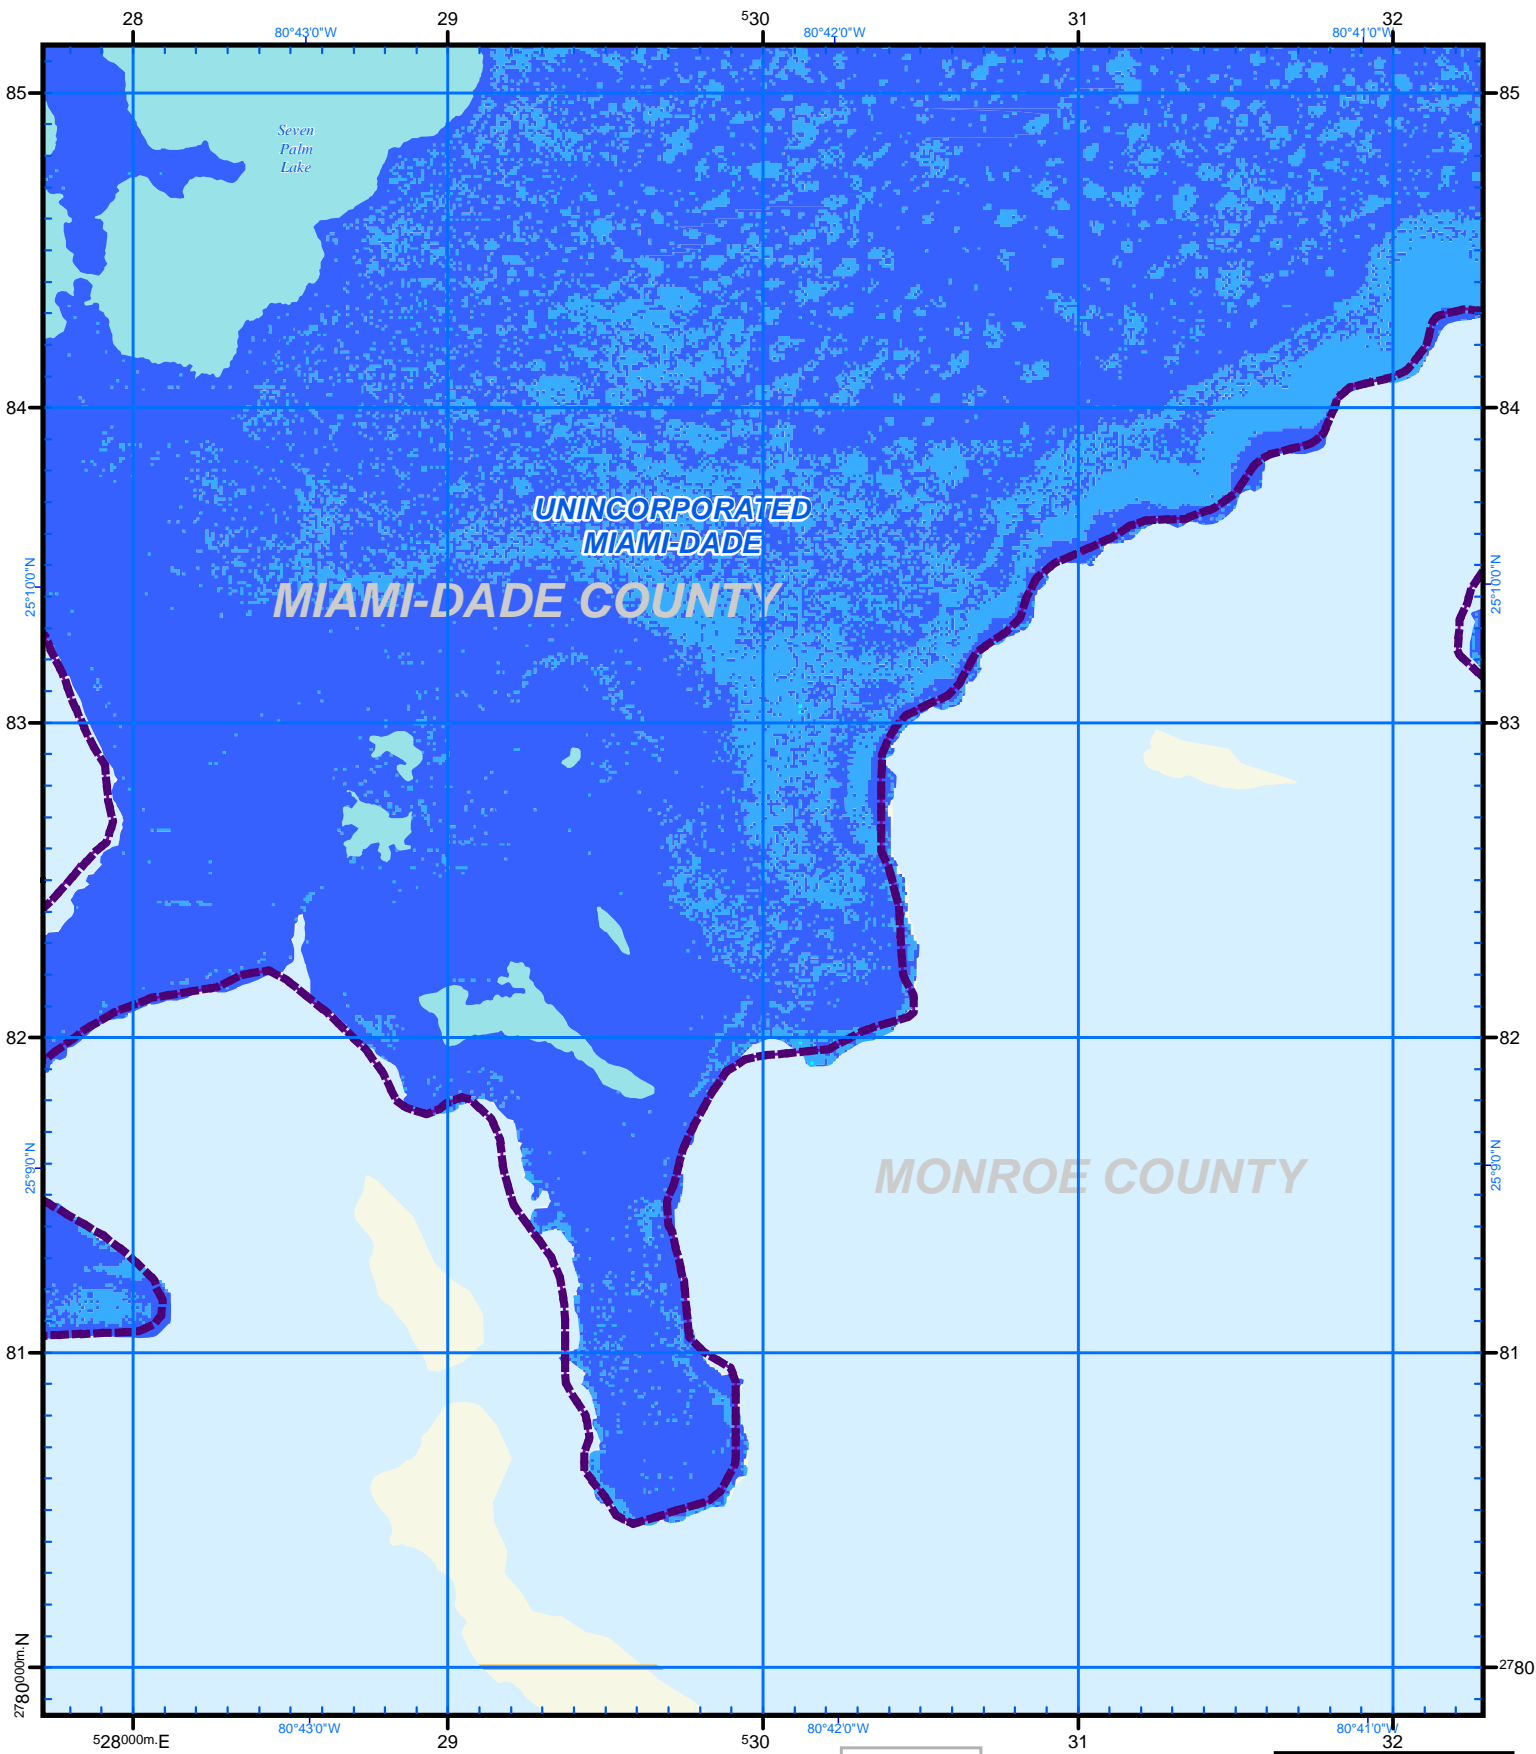 28 29 ⁵30 31 32
80°43'0"W 80°42'0"W 80°41'0"W
85 85
Seven
Palm
Lake
84 84
UNINCORPORATED
MIAMI-DADE
25°10'0"N 25°10'0"N
MIAMI-DADE COUNTY
83 83
82 82
25°9'0"N 25°9'0"N
MONROE COUNTY
81 81
²⁷80⁰⁰⁰ᵐ·N ²⁷80
80°43'0"W 80°42'0"W 80°41'0"W
⁵28⁰⁰⁰ᵐ·E 29 ⁵30 31 32